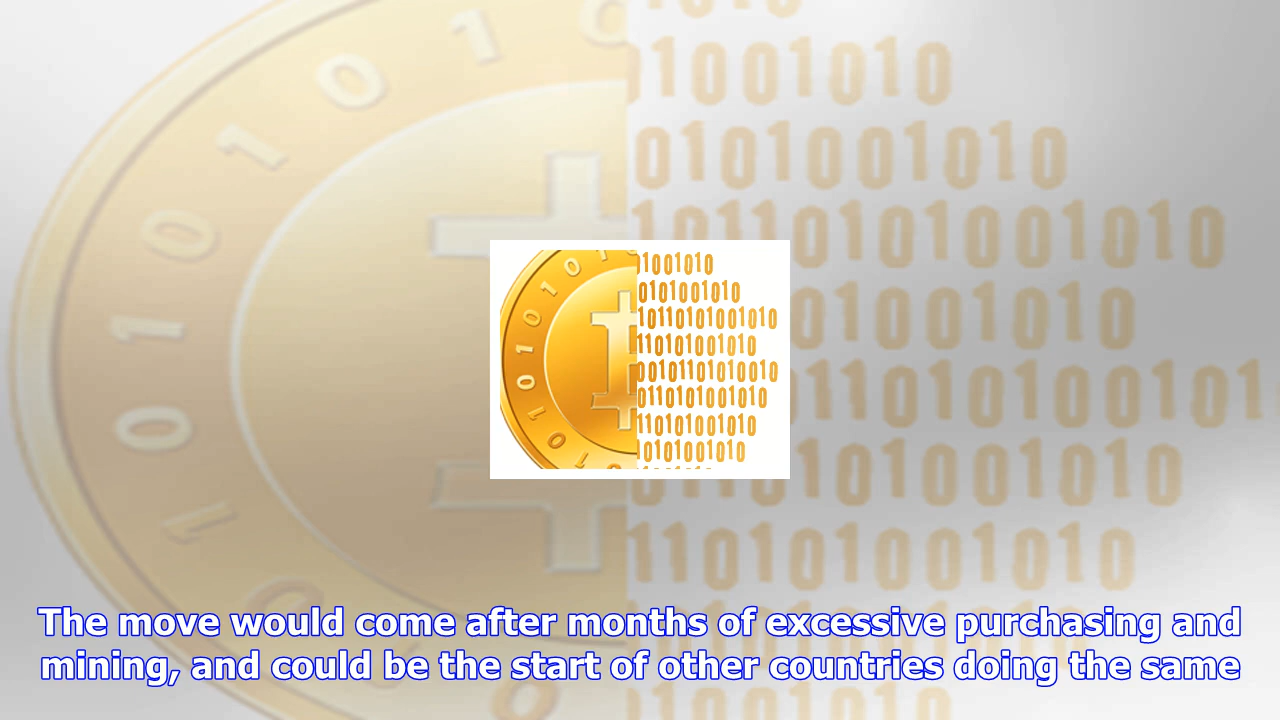 The move would come after months of excessive purchasing and
mining, and could be the start of other countries doing the same